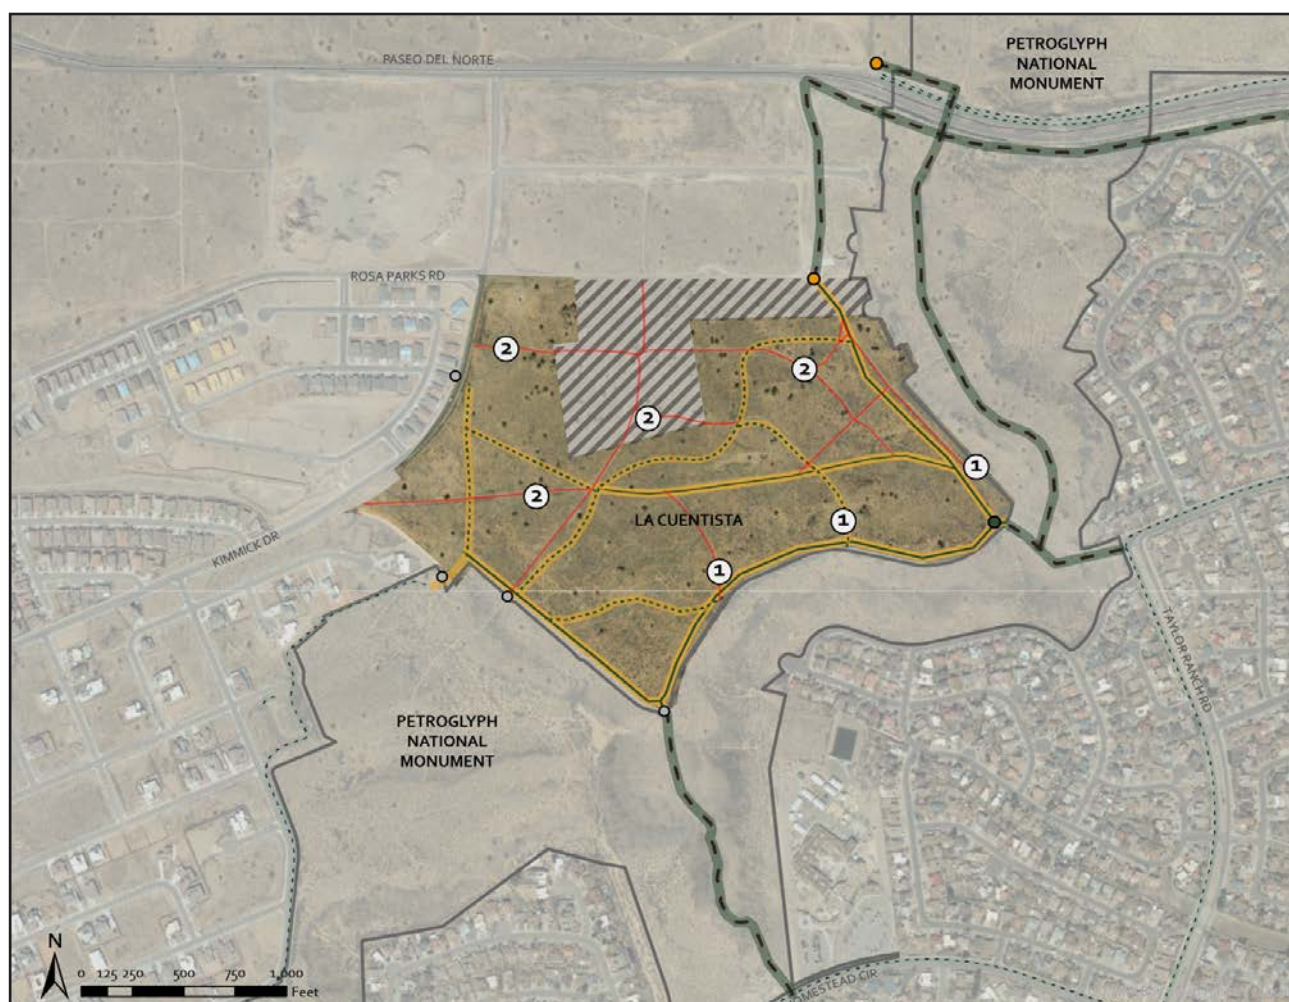 PETROGLYPH
NATIONAL
MONUMENT
PASEO DEL NORTE
ROSA PARKS RD
2
2
2
1
2
LA CUENTISTA
1
KIMMICK DR
1
TAYLOR RANCH RD
PETROGLYPH
NATIONAL
MONUMENT
N
0 125 250 500 750 1,000
Feet
OMESTEAD CIR